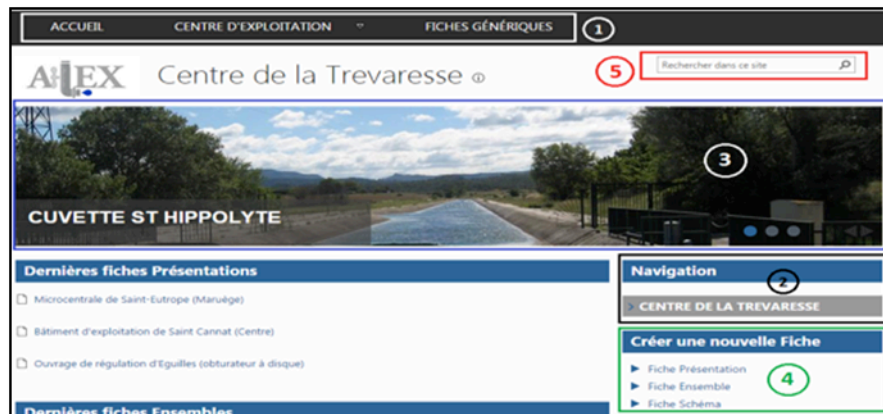 ACCUEIL CENTRE D'EXPLOITATION FICHES GÉNÉRIQUES 1
AlEX Centre de la Trevaresse
5 Rechercher dans ce site
3
CUVETTE ST HIPPOLYTE
Dernières fiches Présentations
Microcentrale de Saint-Eutrope (Maruège)
Bâtiment d'exploitation de Saint Cannat (Centre)
Ouvrage de régulation d'Eguilles (obturateur à disque)
Dernières fiches Ensembles
Navigation
2
> CENTRE DE LA TREVARESSE
Créer une nouvelle Fiche
Fiche Présentation
Fiche Ensemble
Fiche Schéma
4